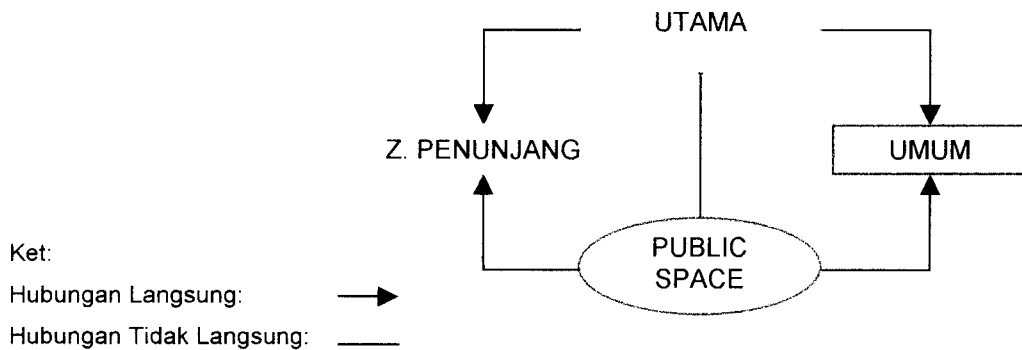 UTAMA
Z. PENUNJANG
UMUM
PUBLIC
SPACE
Ket:
Hubungan Langsung:
Hubungan Tidak Langsung: